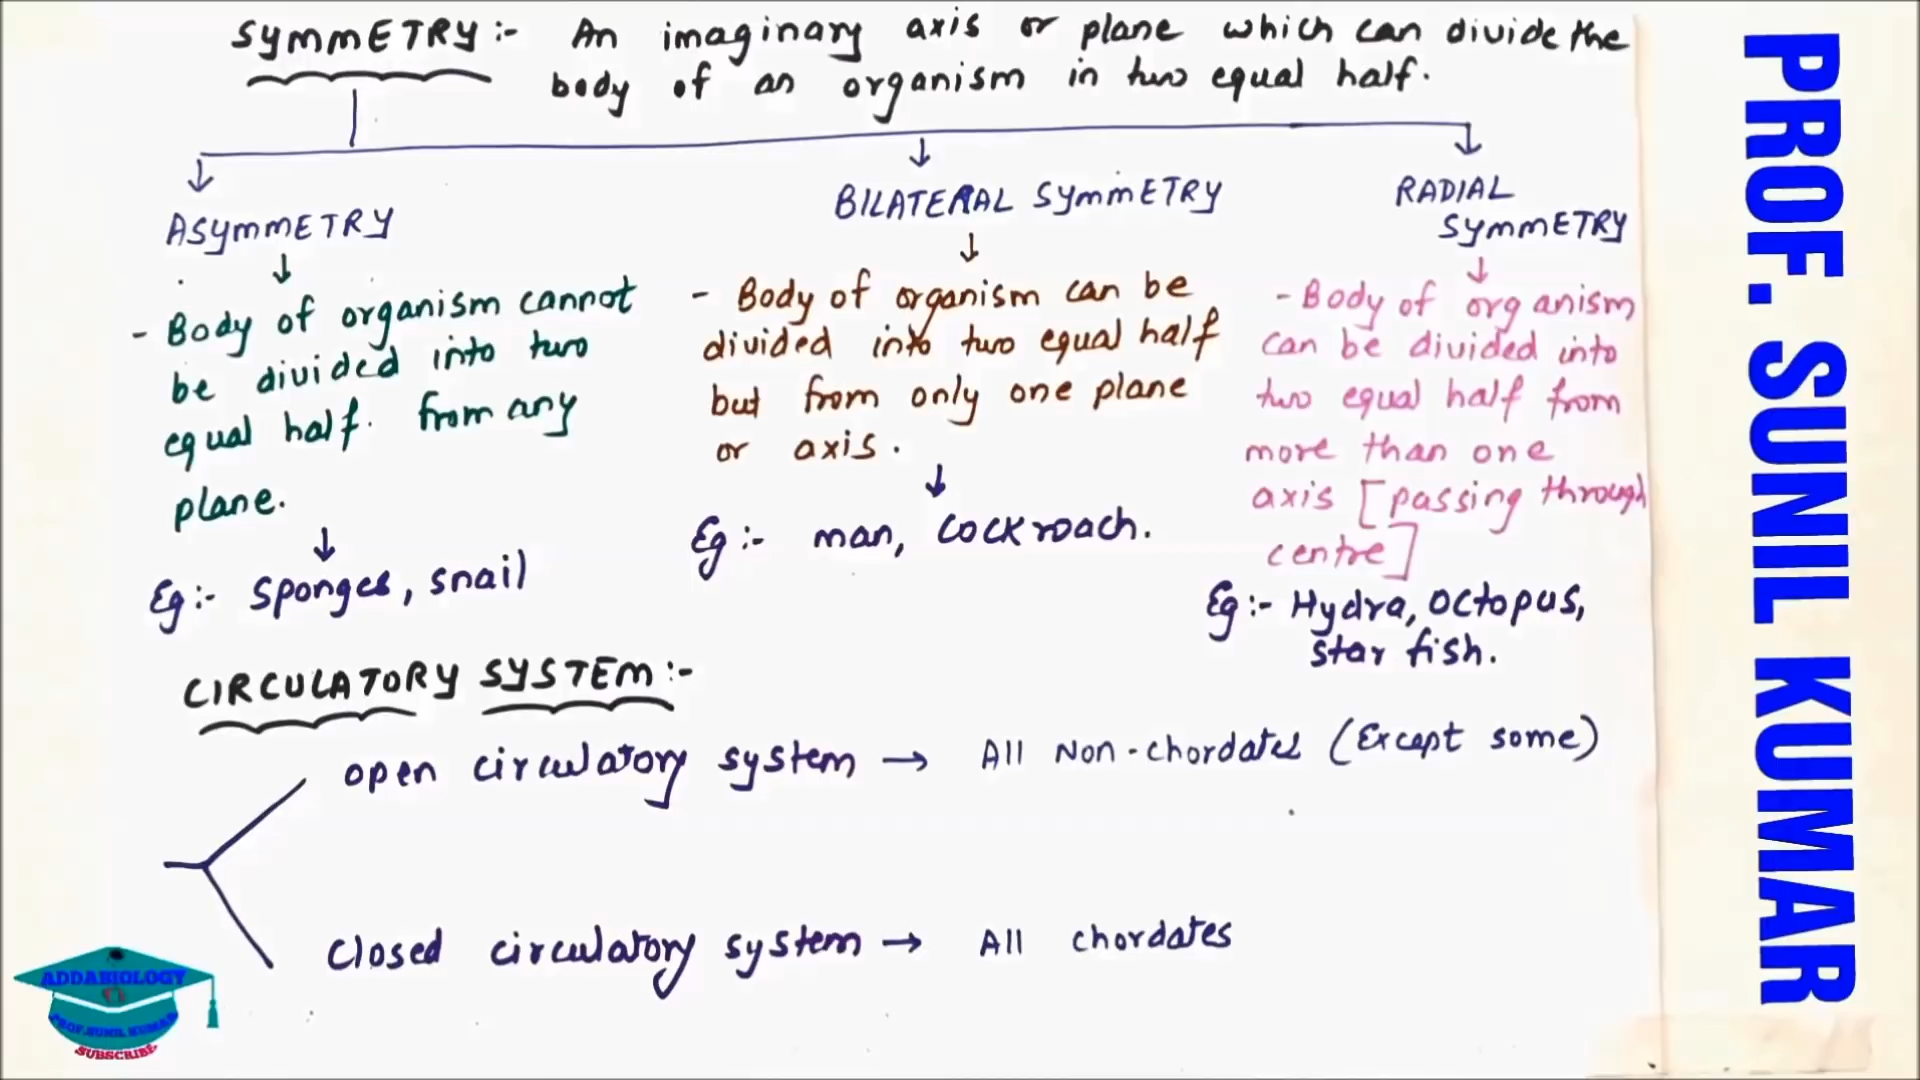 SYMMETRY :- An imaginary axis or plane which can divide the
body of an organism in two equal half.
ASYMMETRY
- Body of organism cannot
be divided into two
equal half. from any
plane.
Eg :- sponges, snail
BILATERAL SYMMETRY
- Body of organism can be
divided into two equal half
but from only one plane
or axis.
Eg :- man, cockroach.
RADIAL
SYMMETRY
- Body of organism
can be divided into
two equal half from
more than one
axis [passing through
centre]
Eg :- Hydra, octopus,
star fish.
CIRCULATORY SYSTEM :-
open circulatory system → All Non-chordates (Except some)
closed circulatory system → All chordates
PROF. SUNIL KUMAR
ADDABIOLOGY
PROF.SUNIL KUMAR
SUBSCRIBE